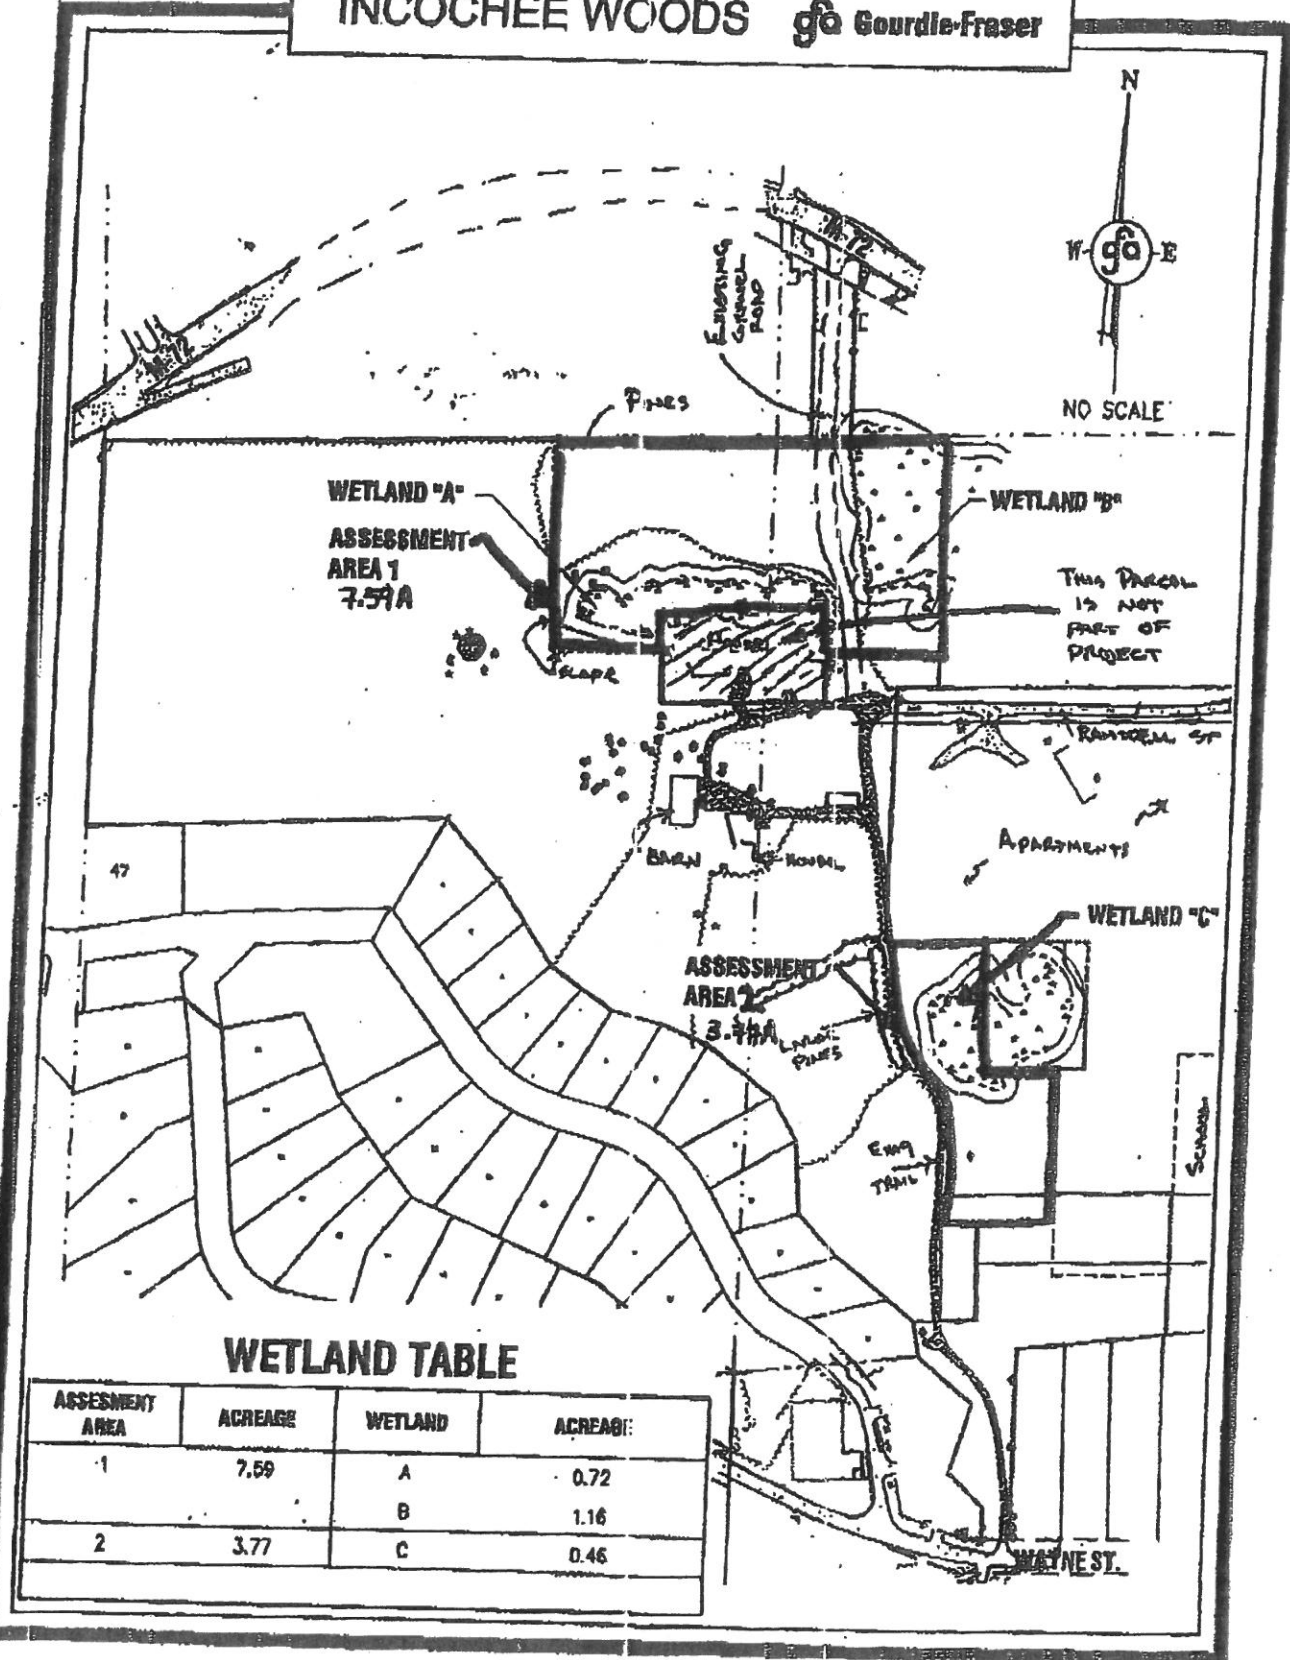 INCOCHEE WOODS gfa Gourdie-Fraser
N
W gfa E
NO SCALE
M-72
M-72
EXISTING
GRAVEL
ROAD
PINES
WETLAND "A"
ASSESSMENT
AREA 1
7.59A
WETLAND "B"
THIS PARCEL
IS NOT
PART OF
PROJECT
SLOPE
APARTMENTS
BARN
47
WETLAND "C"
ASSESSMENT
AREA 2
PINES
TRAIL
SCHOOL
WETLAND TABLE
ASSESMENT
AREA
ACREAGE
WETLAND
ACREAGE
1 7.59 A 0.72
B 1.16
2 3.77 C 0.46
WAYNE ST.